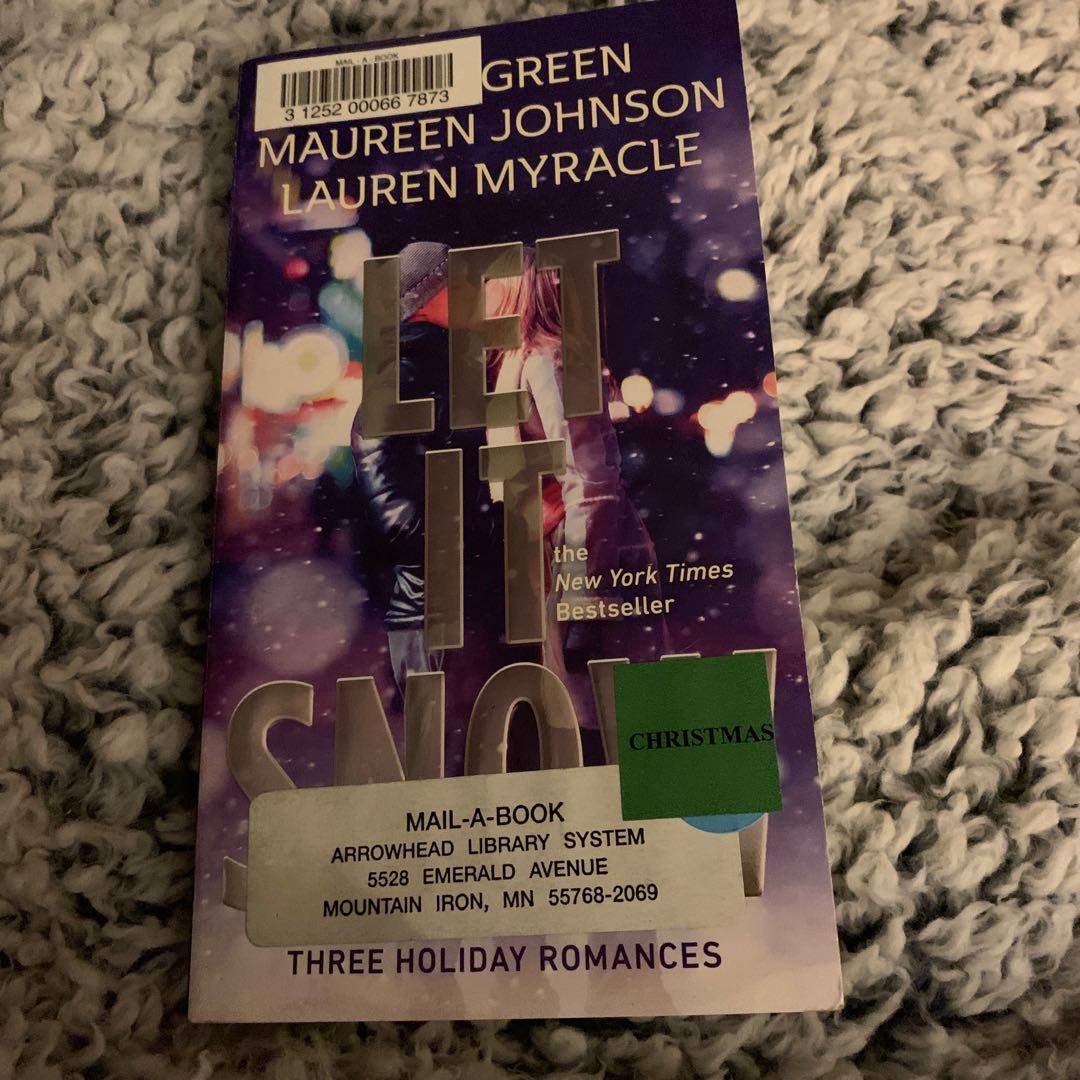 MAIL-A-BOOK
3 1252 00066 7873
GREEN
MAUREEN JOHNSON
LAUREN MYRACLE
LET
IT
the
New York Times
Bestseller
SNOW
CHRISTMAS
MAIL-A-BOOK
ARROWHEAD LIBRARY SYSTEM
5528 EMERALD AVENUE
MOUNTAIN IRON, MN 55768-2069
THREE HOLIDAY ROMANCES